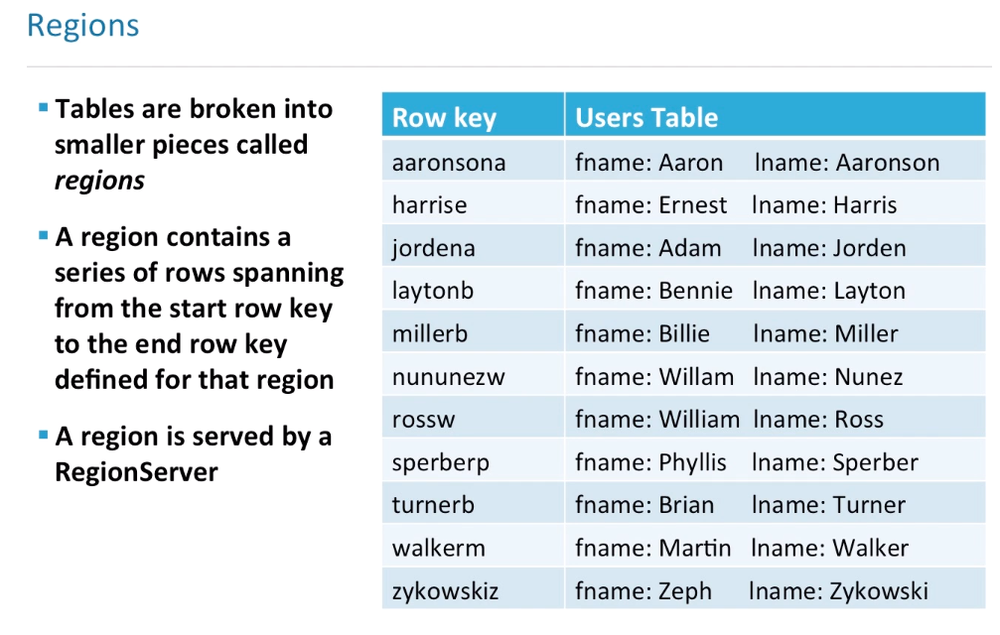 Regions
Tables are broken into
smaller pieces called
regions
A region contains a
series of rows spanning
from the start row key
to the end row key
defined for that region
A region is served by a
RegionServer
Row key Users Table
aaronsona fname: Aaron lname: Aaronson
harrise fname: Ernest lname: Harris
jordena fname: Adam lname: Jorden
laytonb fname: Bennie lname: Layton
millerb fname: Billie lname: Miller
nununezw fname: Willam lname: Nunez
rossw fname: William lname: Ross
sperberp fname: Phyllis lname: Sperber
turnerb fname: Brian lname: Turner
walkerm fname: Martin lname: Walker
zykowskiz fname: Zeph lname: Zykowski